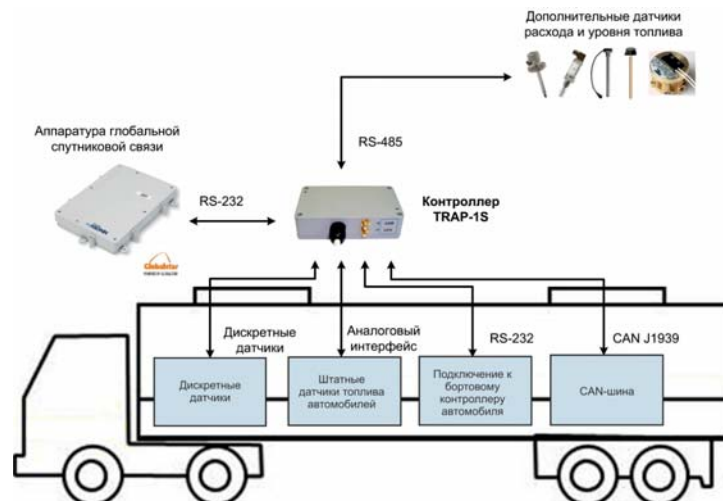 Дополнительные датчики
расхода и уровня топлива
Аппаратура глобальной
спутниковой связи
RS-485
RS-232
Контроллер
TRAP-1S
Globalstar
Дискретные
датчики
Аналоговый
интерфейс
RS-232
CAN J1939
Дискретные
датчики
Штатные
датчики топлива
автомобилей
Подключение к
бортовому
контроллеру
автомобиля
CAN-шина